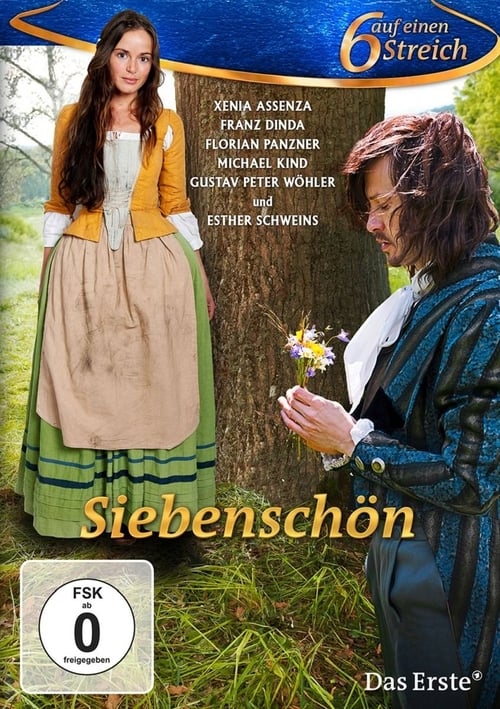 6 auf einen
Streich
XENIA ASSENZA
FRANZ DINDA
FLORIAN PANZNER
MICHAEL KIND
GUSTAV PETER WÖHLER
und
ESTHER SCHWEINS
Siebenschön
FSK
ab
0
freigegeben
Das Erste